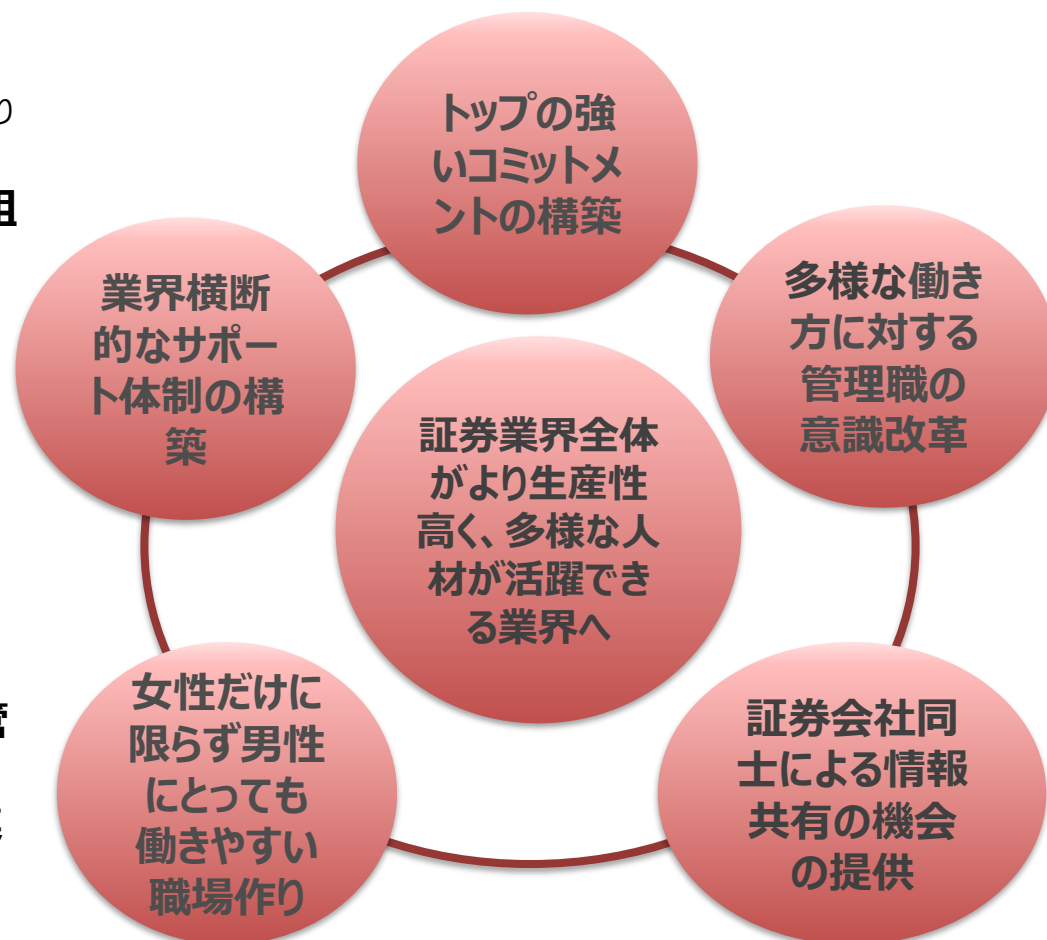 り
組
トップの強
いコミットメ
ントの構築
多様な働き
方に対する
管理職の
意識改革
証券会社同
士による情報
共有の機会
の提供
女性だけに
限らず男性
にとっても
働きやすい
職場作り
業界横断
的なサポー
ト体制の構
築
証券業界全体
がより生産性
高く、多様な人
材が活躍でき
る業界へ